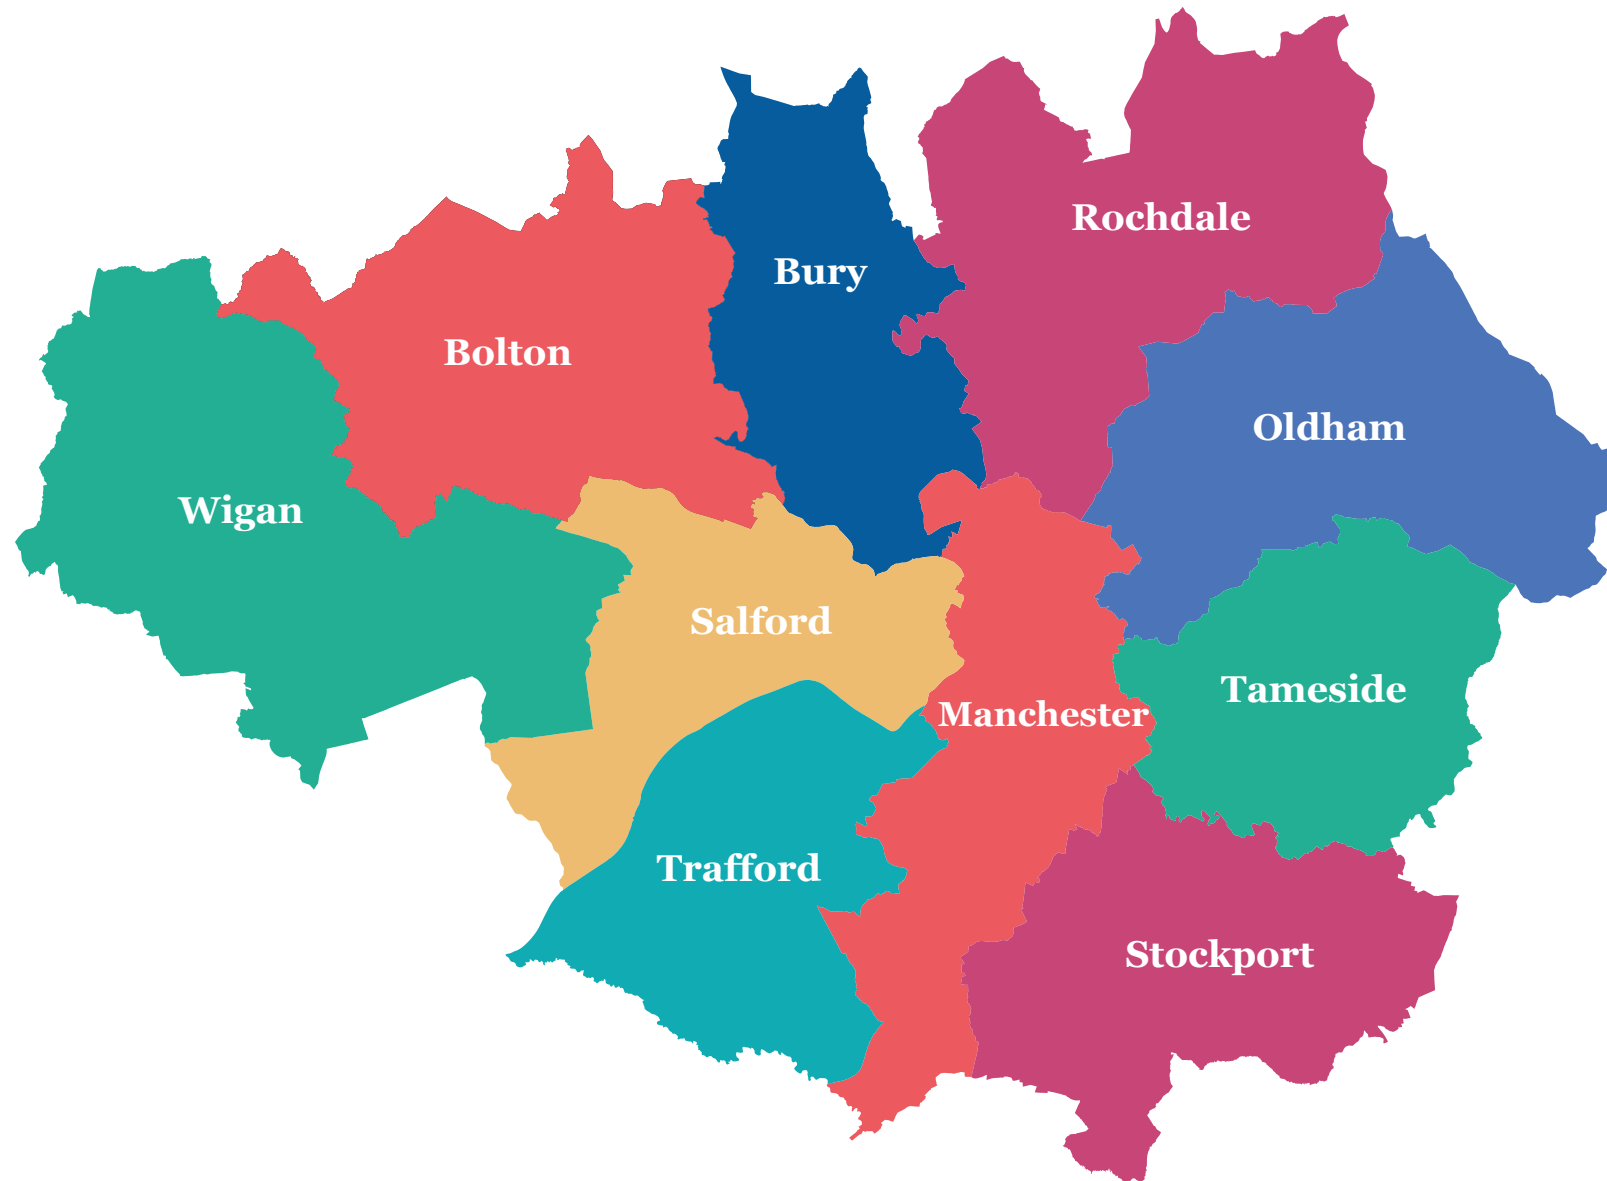 Rochdale
Bury
Bolton
Oldham
Wigan
Salford
Tameside
Manchester
Trafford
Stockport